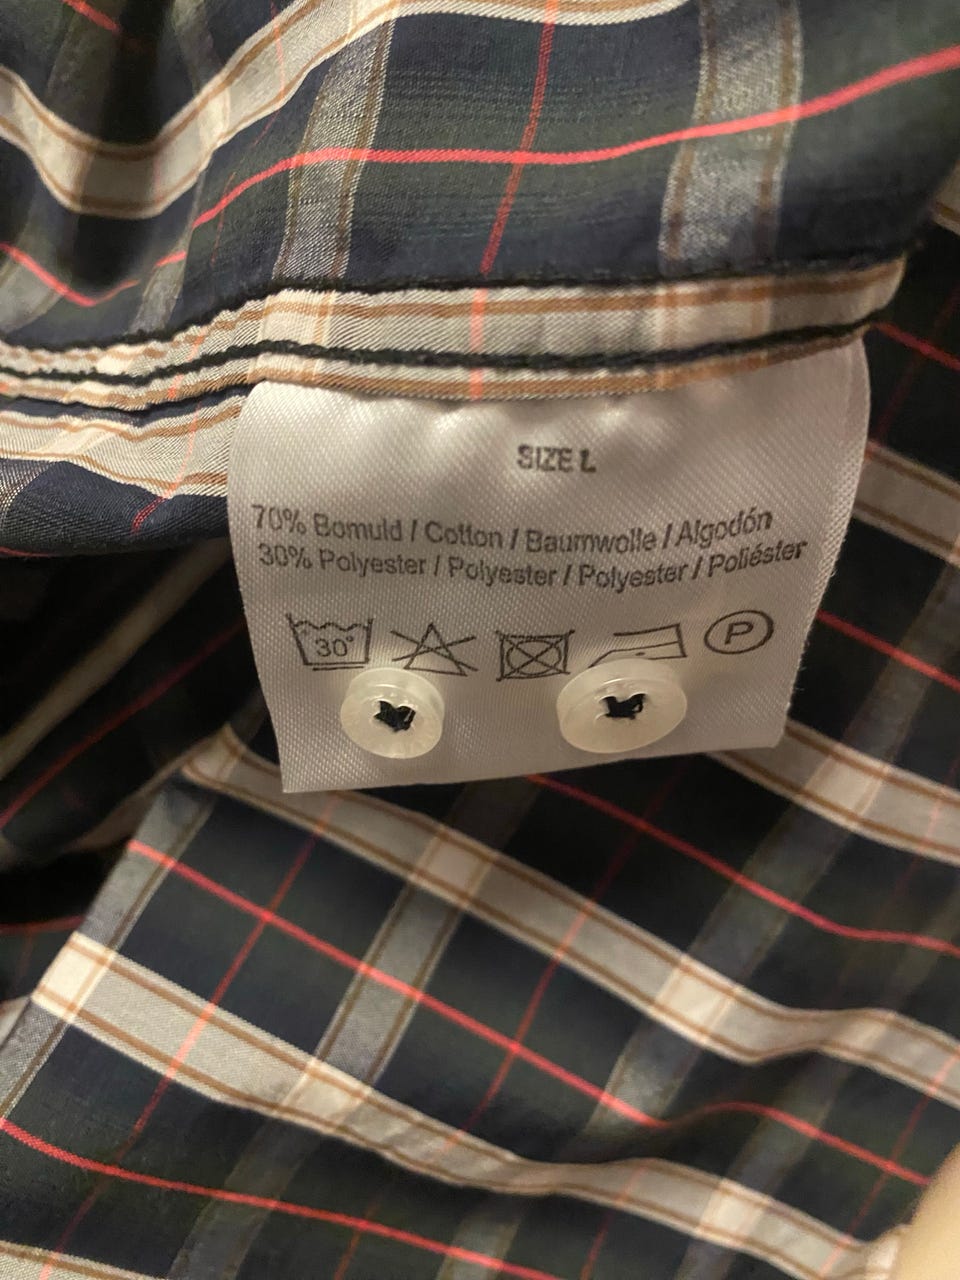 SIZE L
70% Bomuld / Cotton / Baumwolle / Algodón
30% Polyester / Polyester / Polyester / Poliéster
30°
P